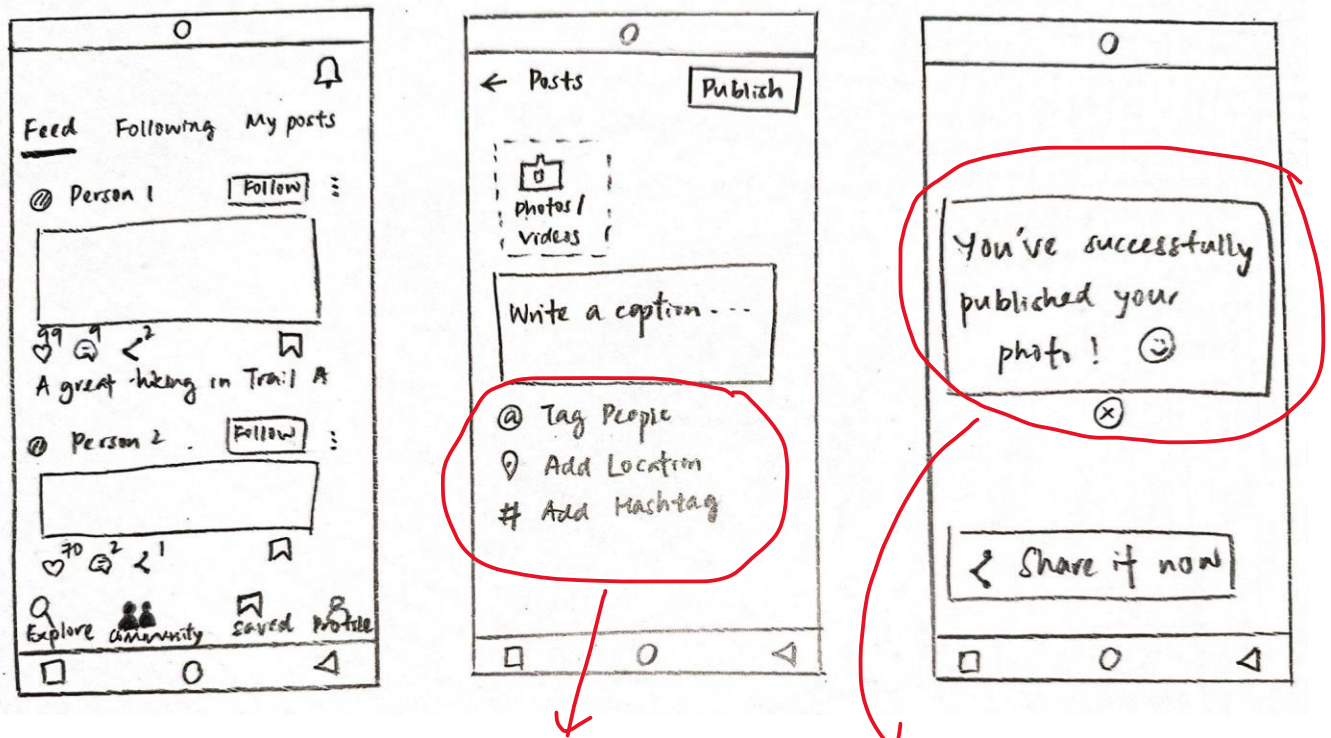 Feed Following My posts
Person 1 Follow
99 9 2
A great hiking in Trail A
Person 2 Follow
70 2 1
Explore Community Saved Profile
← Posts Publish
photos/
videos
Write a caption...
@ Tag People
Add Location
# Add Hashtag
You've successfully
published your
photo! ☺
Share it now